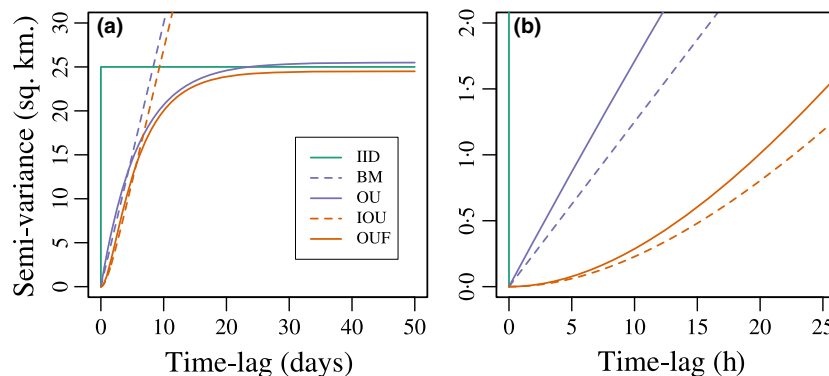 (a)
Semi-variance (sq. km.)
30
25
20
15
10
5
0
IID
BM
OU
IOU
OUF
0 10 20 30 40 50
Time-lag (days)
(b)
2·0
1·5
1·0
0·5
0·0
0 5 10 15 20 25
Time-lag (h)